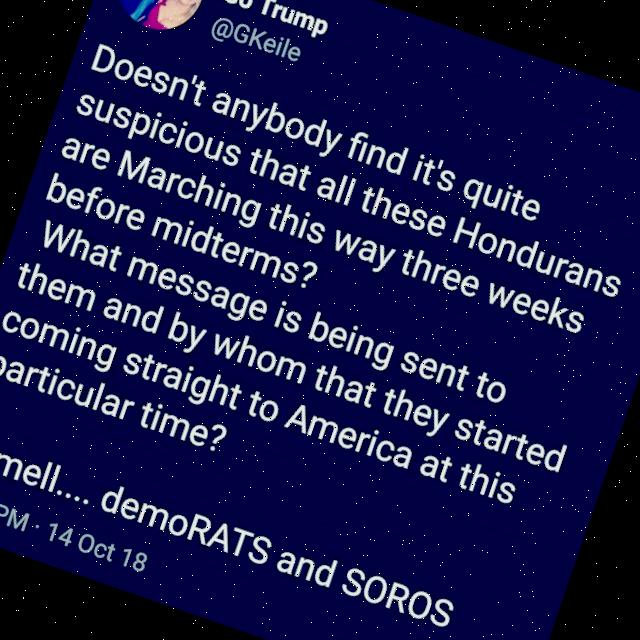 Trump
@GKeile
Doesn't anybody find it's quite
suspicious that all these Hondurans
are Marching this way three weeks
before midterms?
What message is being sent to
them and by whom that they started
coming straight to America at this
particular time?
demoRATS and SOROS
PM · 14 Oct 18